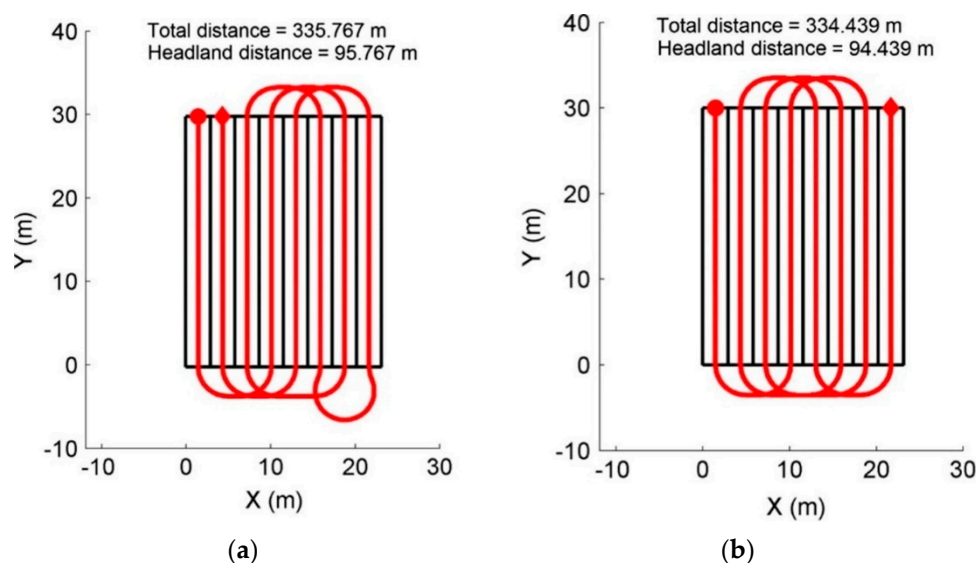 Total distance = 335.767 m
Headland distance = 95.767 m
40
30
20
10
0
-10
Y (m)
-10
0
10
20
30
X (m)
(a)
Total distance = 334.439 m
Headland distance = 94.439 m
40
30
20
10
0
-10
Y (m)
-10
0
10
20
30
X (m)
(b)